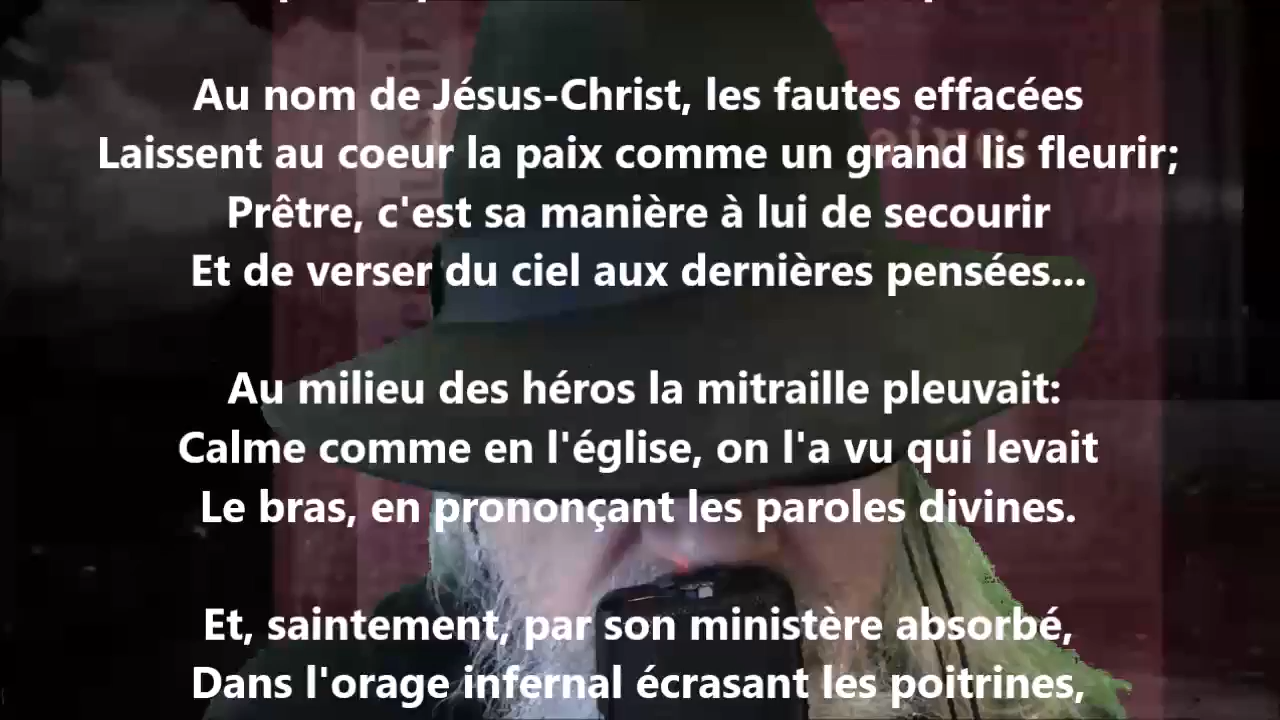 Au nom de Jésus-Christ, les fautes effacées
Laissent au coeur la paix comme un grand lis fleurir;
Prêtre, c'est sa manière à lui de secourir
Et de verser du ciel aux dernières pensées...
Au milieu des héros la mitraille pleuvait:
Calme comme en l'église, on l'a vu qui levait
Le bras, en prononçant les paroles divines.
Et, saintement, par son ministère absorbé,
Dans l'orage infernal écrasant les poitrines,